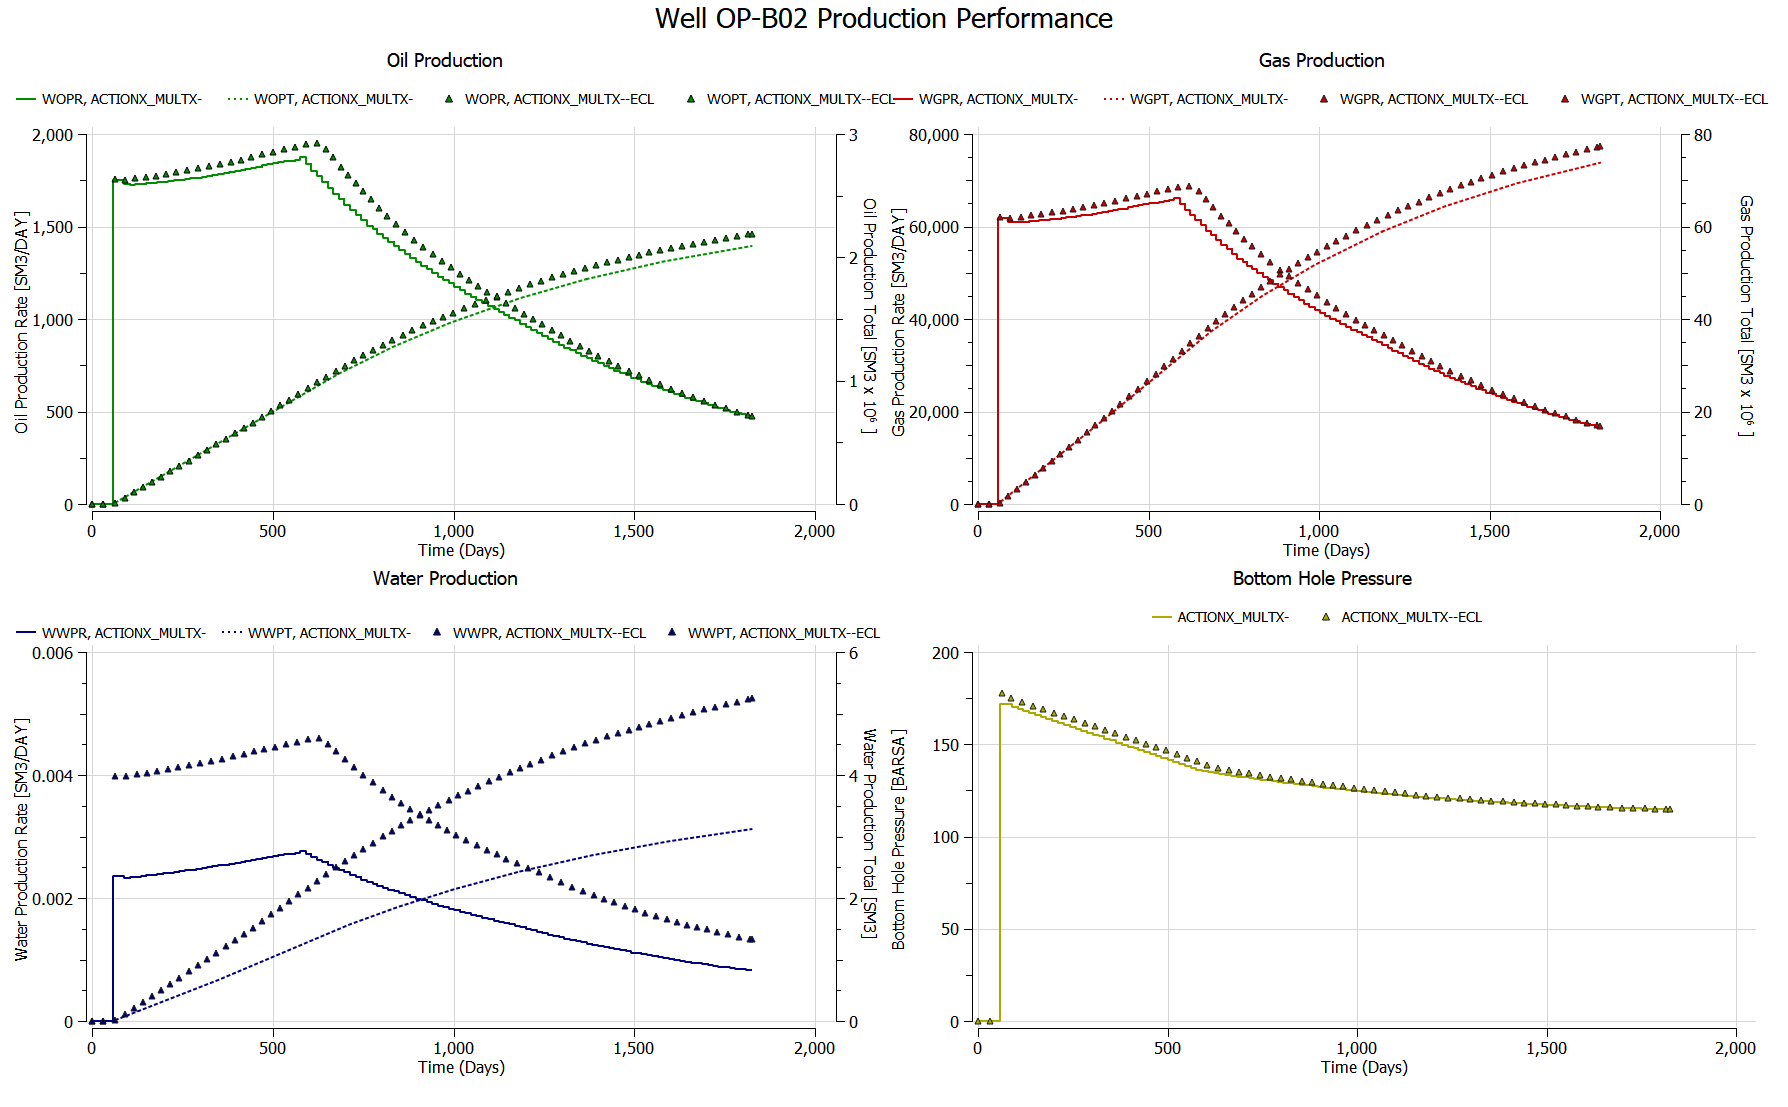 Well OP-B02 Production Performance
Oil Production
WOPR, ACTIONX_MULTX- WOPT, ACTIONX_MULTX- WOPR, ACTIONX_MULTX--ECL WOPT, ACTIONX_MULTX--ECL
2,000
1,500
1,000
500
0
3
2
1
0
Oil Production Rate [SM3/DAY]
Oil Production Total [SM3 x 10⁶ ]
0 500 1,000 1,500 2,000
Time (Days)
Gas Production
WGPR, ACTIONX_MULTX- WGPT, ACTIONX_MULTX- WGPR, ACTIONX_MULTX--ECL WGPT, ACTIONX_MULTX--ECL
80,000
60,000
40,000
20,000
0
80
60
40
20
0
Gas Production Rate [SM3/DAY]
Gas Production Total [SM3 x 10⁶ ]
0 500 1,000 1,500 2,000
Time (Days)
Water Production
WWPR, ACTIONX_MULTX- WWPT, ACTIONX_MULTX- WWPR, ACTIONX_MULTX--ECL WWPT, ACTIONX_MULTX--ECL
0.006
0.004
0.002
0
6
4
2
0
Water Production Rate [SM3/DAY]
Water Production Total [SM3]
0 500 1,000 1,500 2,000
Time (Days)
Bottom Hole Pressure
ACTIONX_MULTX- ACTIONX_MULTX--ECL
200
150
100
50
0
Bottom Hole Pressure [BARSA]
0 500 1,000 1,500 2,000
Time (Days)